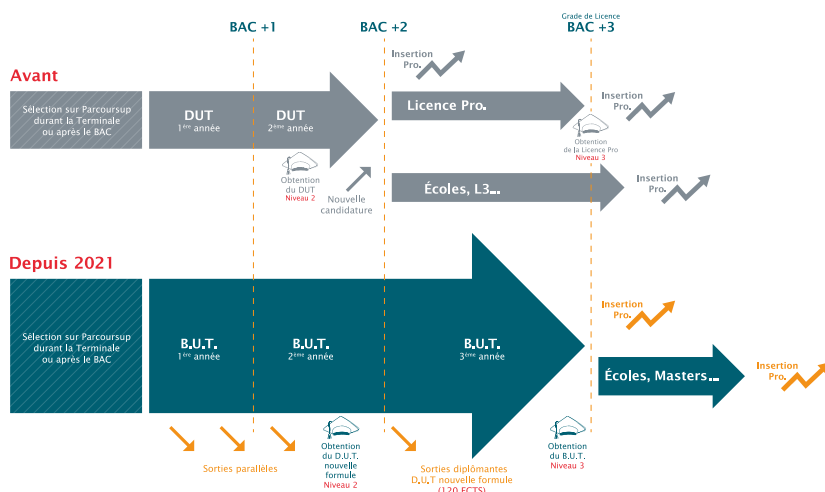 Grade de Licence
BAC +1
BAC +2
BAC +3
Avant
Insertion
Pro.
Sélection sur Parcoursup
durant la Terminale
ou après le BAC
DUT
1ère année
DUT
2ème année
Licence Pro.
Insertion
Pro.
Obtention
du DUT
Niveau 2
Nouvelle
candidature
Obtention
de la Licence Pro
Niveau 3
Écoles, L3...
Insertion
Pro.
Depuis 2021
Sélection sur Parcoursup
durant la Terminale
ou après le BAC
B.U.T.
1ère année
B.U.T.
2ème année
B.U.T.
3ème année
Insertion
Pro.
Écoles, Masters...
Insertion
Pro.
Sorties parallèles
Obtention
du D.U.T.
nouvelle
formule
Niveau 2
Sorties diplômantes
D.U.T nouvelle formule
(120 ECTS)
Obtention
du B.U.T.
Niveau 3